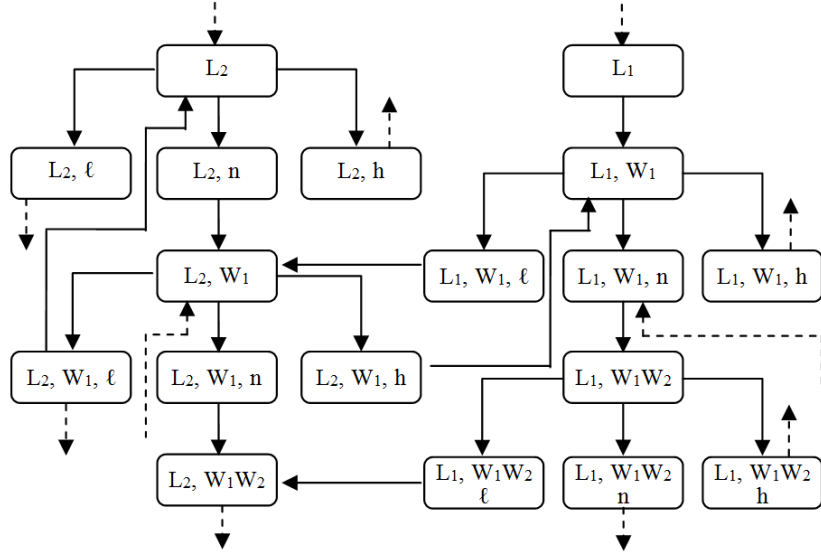 L₂
L₁
L₂, ℓ
L₂, n
L₂, h
L₁, W₁
L₂, W₁
L₁, W₁, ℓ
L₁, W₁, n
L₁, W₁, h
L₂, W₁, ℓ
L₂, W₁, n
L₂, W₁, h
L₁, W₁W₂
L₂, W₁W₂
L₁, W₁W₂
ℓ
L₁, W₁W₂
n
L₁, W₁W₂
h